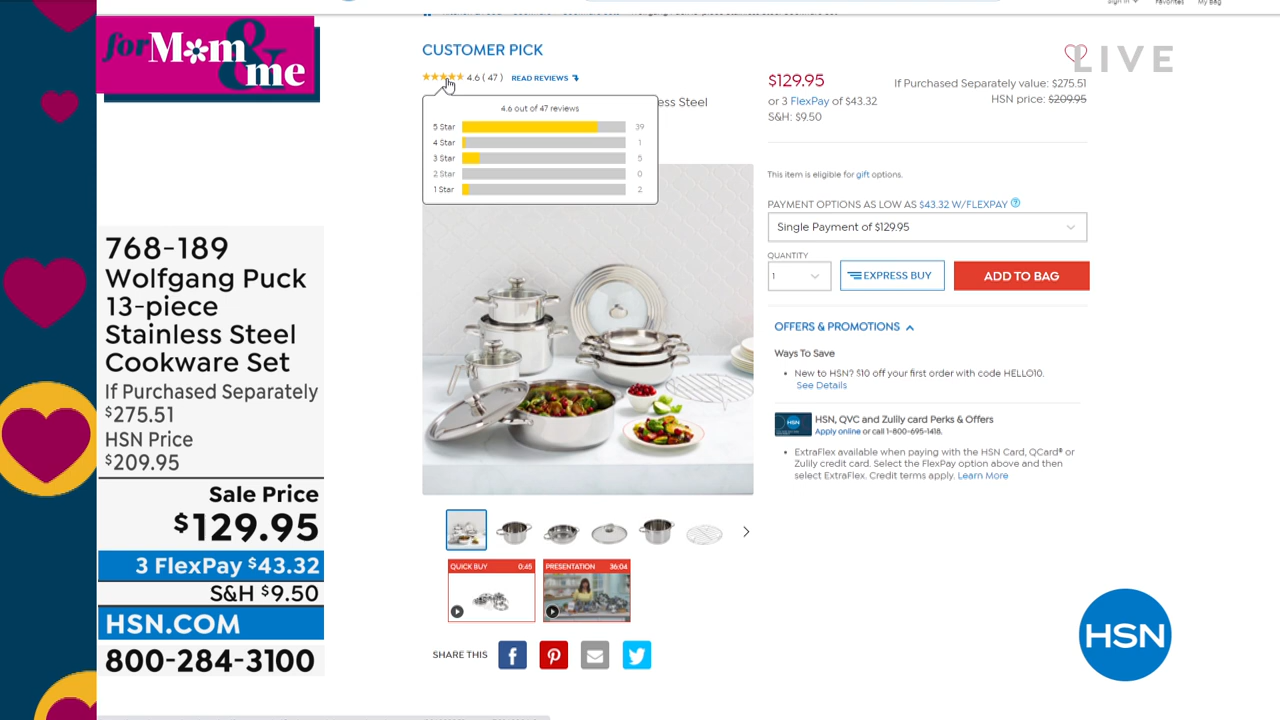 Sign in
Favorites
My Bag
for Mom & me
LIVE
CUSTOMER PICK
4.6 ( 47 ) READ REVIEWS
4.6 out of 47 reviews
5 Star 39
4 Star 1
3 Star 5
2 Star 0
1 Star 2
ess Steel
$129.95
or 3 FlexPay of $43.32
S&H: $9.50
If Purchased Separately value: $275.51
HSN price: $209.95
This item is eligible for gift options.
PAYMENT OPTIONS AS LOW AS $43.32 W/FLEXPAY ?
Single Payment of $129.95
QUANTITY
1
EXPRESS BUY
ADD TO BAG
OFFERS & PROMOTIONS
Ways To Save
• New to HSN? $10 off your first order with code HELLO10.
See Details
HSN
HSN, QVC and Zulily card Perks & Offers
Apply online or call 1-800-695-1418.
• ExtraFlex available when paying with the HSN Card, QCard® or
Zulily credit card. Select the FlexPay option above and then
select ExtraFlex. Credit terms apply. Learn More
768-189
Wolfgang Puck
13-piece
Stainless Steel
Cookware Set
If Purchased Separately
$275.51
HSN Price
$209.95
Sale Price
$129.95
3 FlexPay $43.32
S&H $9.50
HSN.COM
800-284-3100
QUICK BUY 0:45
PRESENTATION 36:04
SHARE THIS
HSN